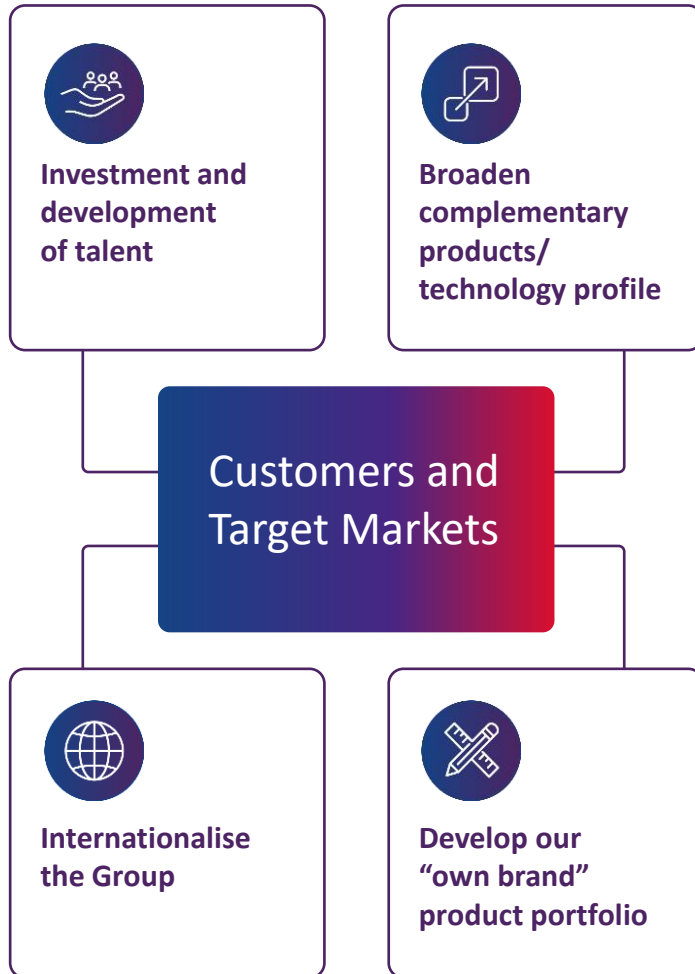 Investment and
development
of talent
Broaden
complementary
products/
technology profile
Customers and
Target Markets
Internationalise
the Group
Develop our
“own brand”
product portfolio